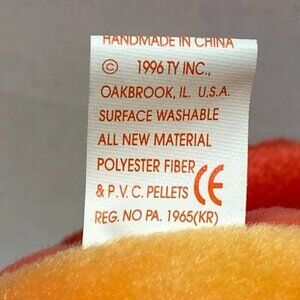 HANDMADE IN CHINA
© 1996 TY INC.,
OAKBROOK, IL. U.S.A.
SURFACE WASHABLE
ALL NEW MATERIAL
POLYESTER FIBER
& P.V.C. PELLETS CE
REG. NO PA. 1965(KR)